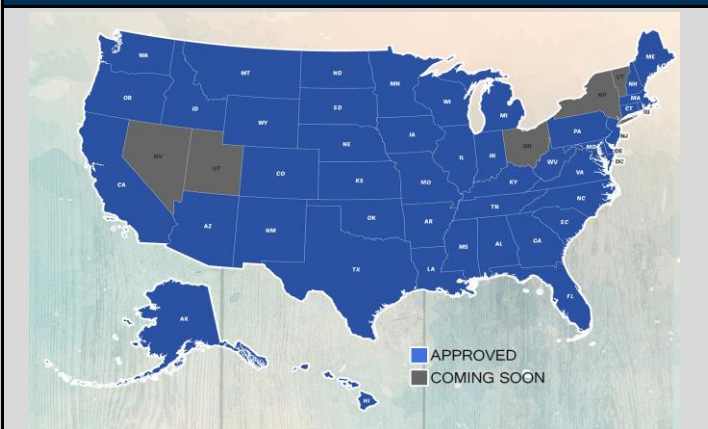 WA
MT
ND
MN
ME
OR
ID
SD
WI
MI
VT
NH
NY
MA
CT
RI
WY
IA
NE
PA
NJ
NV
UT
CO
IL
IN
OH
MD
DE
DC
WV
VA
CA
KS
MO
KY
NC
TN
AZ
NM
OK
AR
SC
MS
AL
GA
TX
LA
FL
AK
HI
APPROVED
COMING SOON